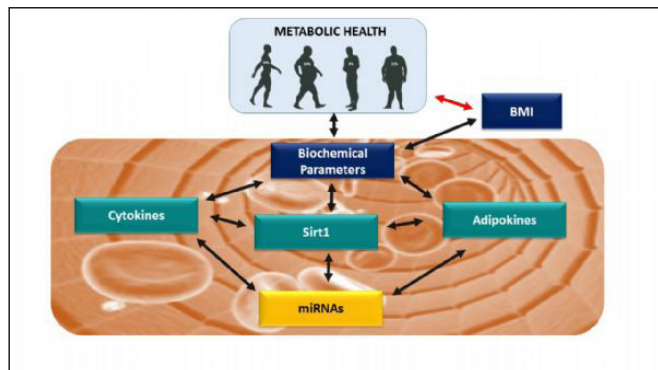 METABOLIC HEALTH
BMI
Biochemical
Parameters
Cytokines
Sirt1
Adipokines
miRNAs